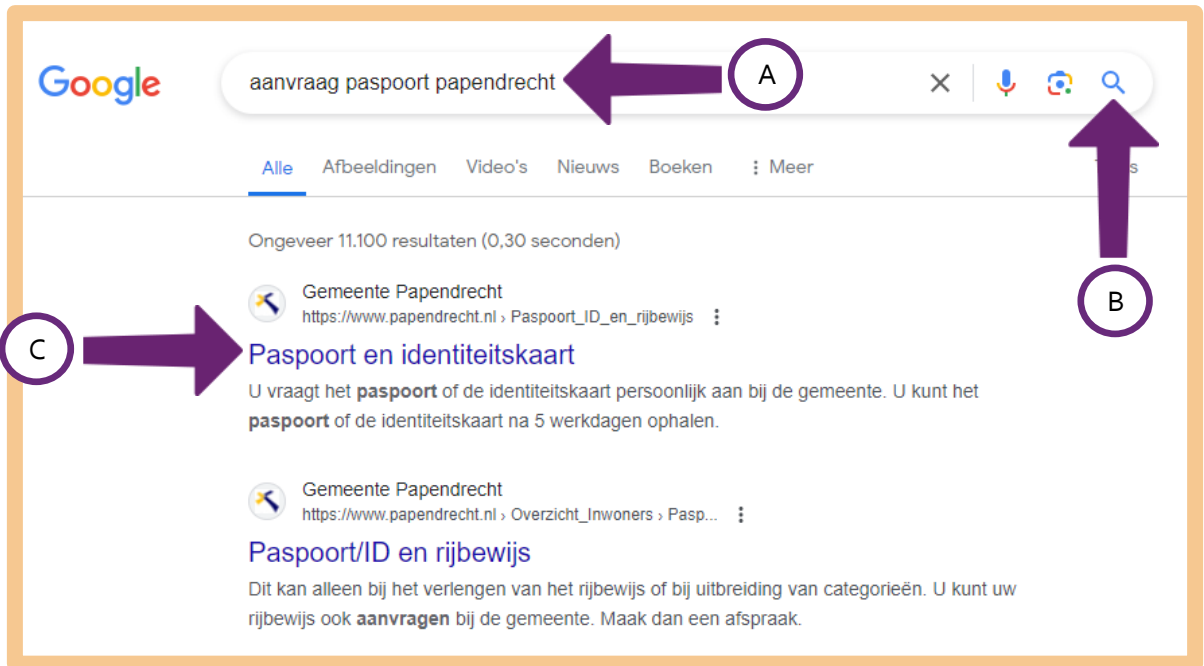 Google
aanvraag paspoort papendrecht
A
Alle Afbeeldingen Video's Nieuws Boeken Meer
B
Ongeveer 11.100 resultaten (0,30 seconden)
Gemeente Papendrecht
https://www.papendrecht.nl › Paspoort_ID_en_rijbewijs
C
Paspoort en identiteitskaart
U vraagt het paspoort of de identiteitskaart persoonlijk aan bij de gemeente. U kunt het
paspoort of de identiteitskaart na 5 werkdagen ophalen.
Gemeente Papendrecht
https://www.papendrecht.nl › Overzicht_Inwoners › Pasp...
Paspoort/ID en rijbewijs
Dit kan alleen bij het verlengen van het rijbewijs of bij uitbreiding van categorieën. U kunt uw
rijbewijs ook aanvragen bij de gemeente. Maak dan een afspraak.